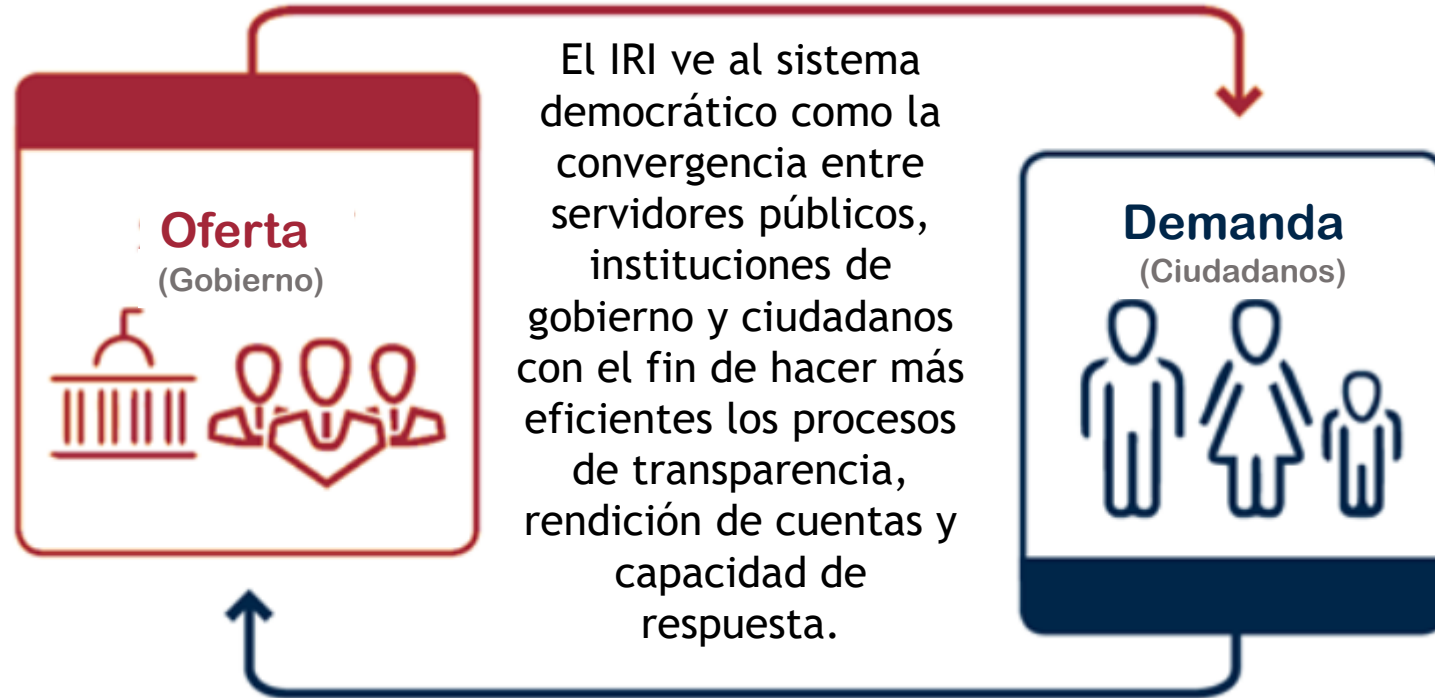 El IRI ve al sistema
democrático como la
convergencia entre
servidores públicos,
instituciones de
gobierno y ciudadanos
con el fin de hacer más
eficientes los procesos
de transparencia,
rendición de cuentas y
capacidad de
respuesta.
Oferta
(Gobierno)
Demanda
(Ciudadanos)